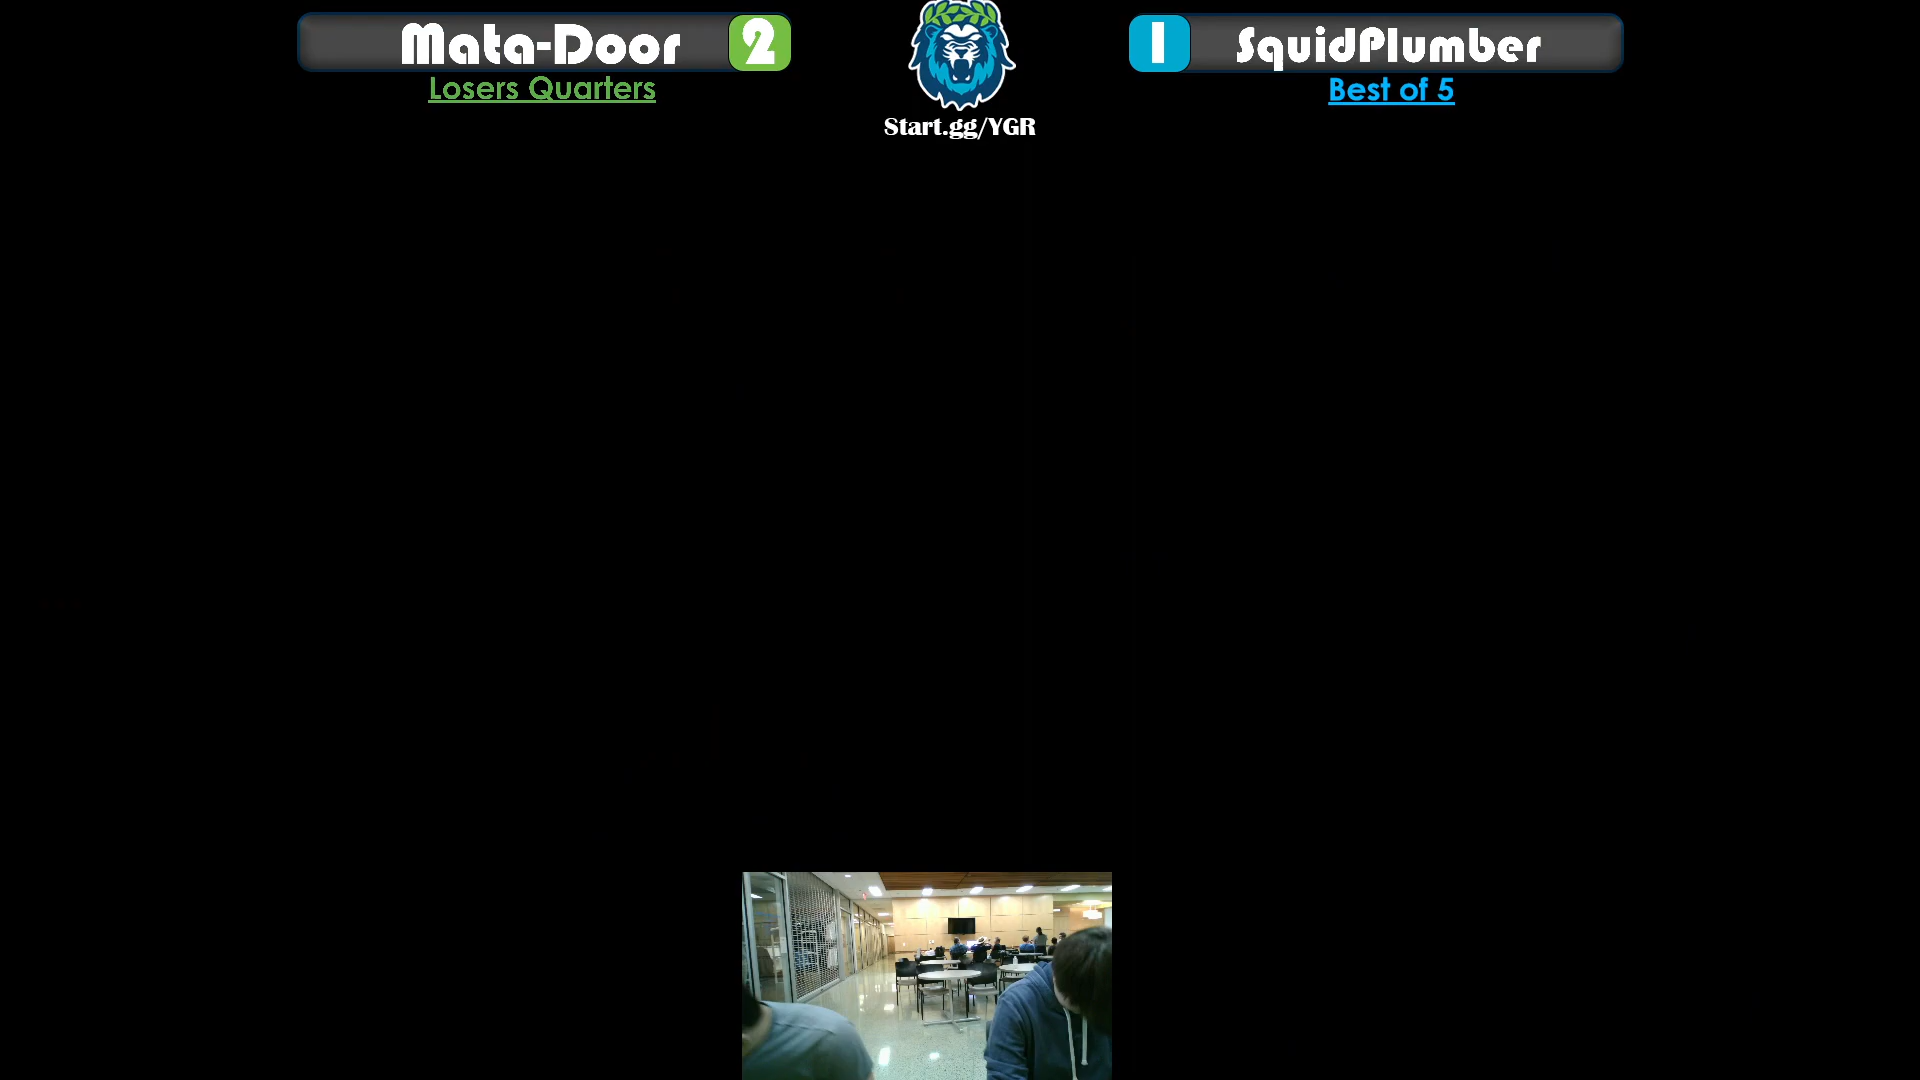 Mata-Door 2
Losers Quarters
Start.gg/YGR
1 SquidPlumber
Best of 5